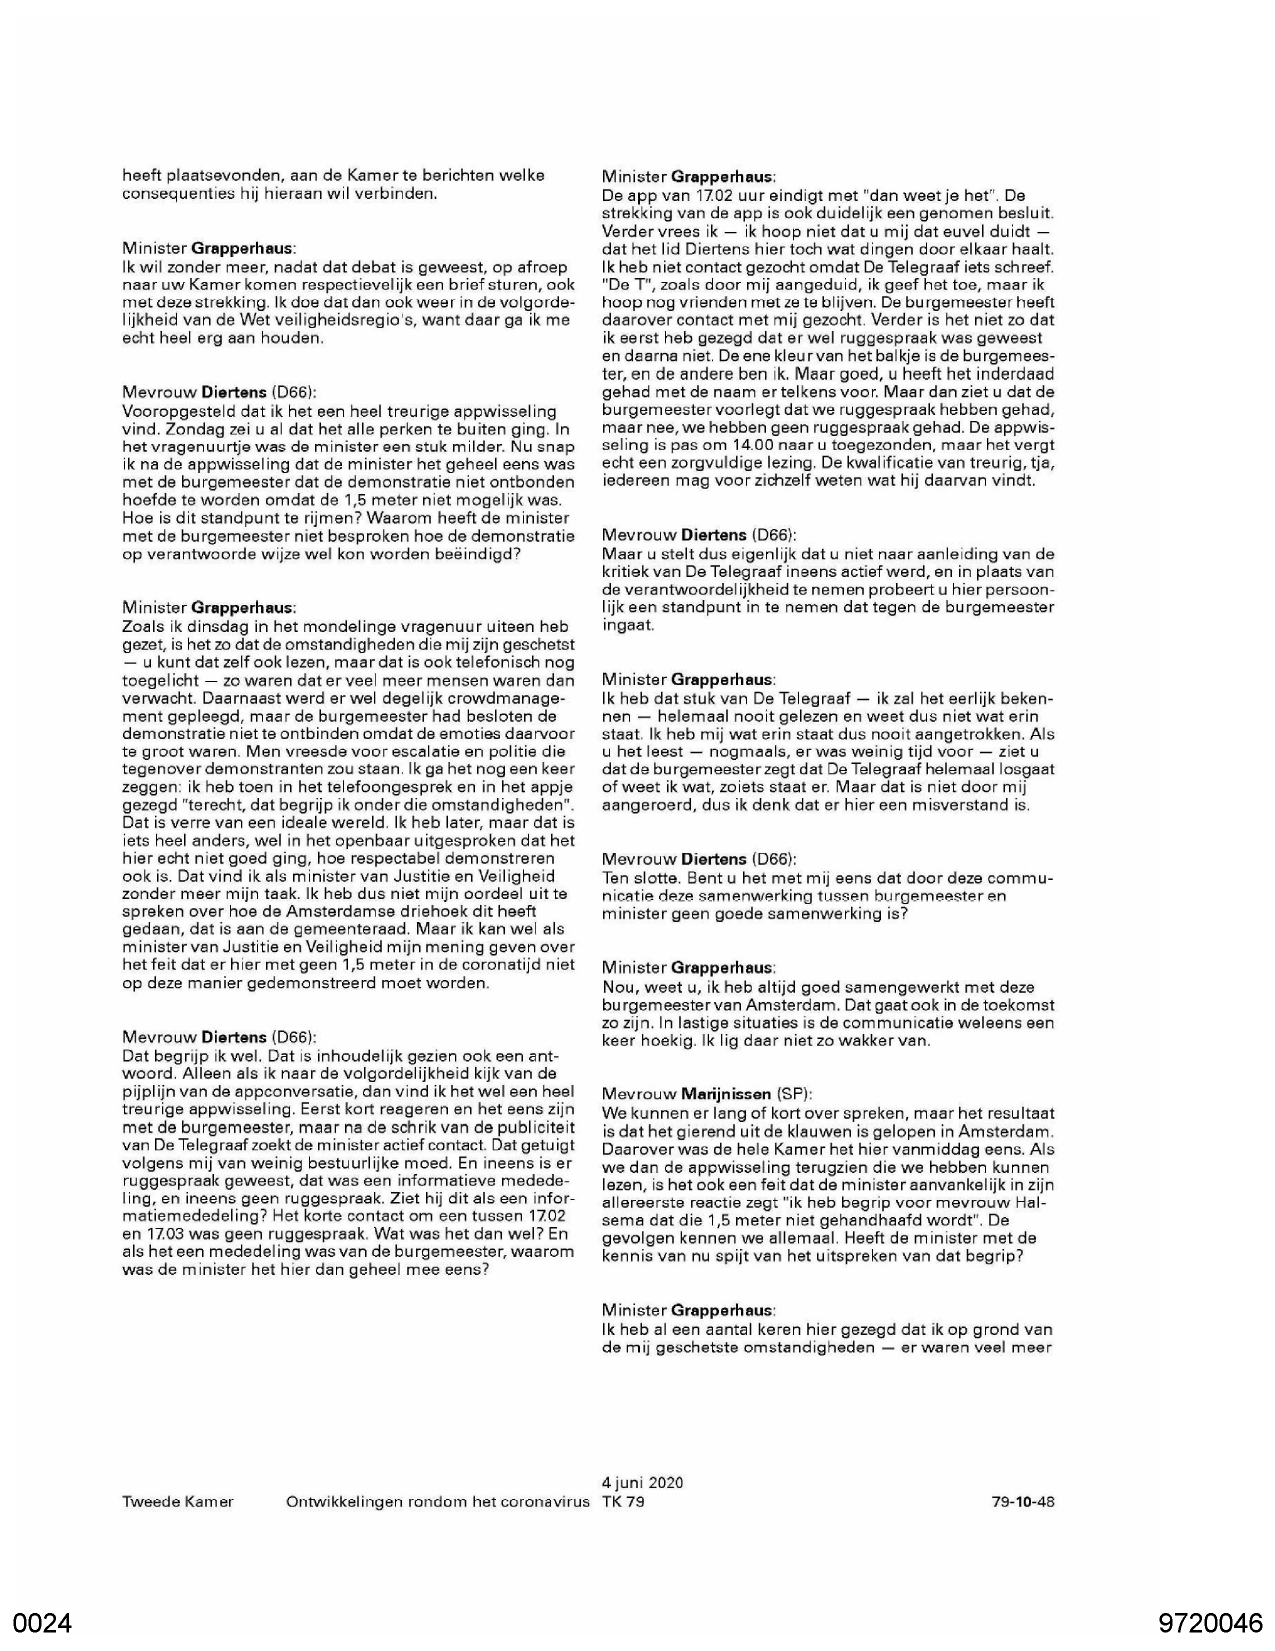 heeft plaatsevonden, aan de Kamer te berichten welke
consequenties hij hieraan wil verbinden.
Minister Grapperhaus:
Ik wil zonder meer, nadat dat debat is geweest, op afroep
naar uw Kamer komen respectievelijk een brief sturen, ook
met deze strekking. Ik doe dat dan ook weer in de volgorde-
lijkheid van de Wet veiligheidsregio's, want daar ga ik me
echt heel erg aan houden.
Mevrouw Diertens (D66):
Vooropgesteld dat ik het een heel treurige appwisseling
vind. Zondag zei u al dat het alle perken te buiten ging. In
het vragenuurtje was de minister een stuk milder. Nu snap
ik na de appwisseling dat de minister het geheel eens was
met de burgemeester dat de demonstratie niet ontbonden
hoefde te worden omdat de 1,5 meter niet mogelijk was.
Hoe is dit standpunt te rijmen? Waarom heeft de minister
met de burgemeester niet besproken hoe de demonstratie
op verantwoorde wijze wel kon worden beëindigd?
Minister Grapperhaus:
Zoals ik dinsdag in het mondelinge vragenuur uiteen heb
gezet, is het zo dat de omstandigheden die mij zijn geschetst
— u kunt dat zelf ook lezen, maar dat is ook telefonisch nog
toegelicht — zo waren dat er veel meer mensen waren dan
verwacht. Daarnaast werd er wel degelijk crowdmanage-
ment gepleegd, maar de burgemeester had besloten de
demonstratie niet te ontbinden omdat de emoties daarvoor
te groot waren. Men vreesde voor escalatie en politie die
tegenover demonstranten zou staan. Ik ga het nog een keer
zeggen: ik heb toen in het telefoongesprek en in het appje
gezegd "terecht, dat begrijp ik onder die omstandigheden".
Dat is verre van een ideale wereld. Ik heb later, maar dat is
iets heel anders, wel in het openbaar uitgesproken dat het
hier echt niet goed ging, hoe respectabel demonstreren
ook is. Dat vind ik als minister van Justitie en Veiligheid
zonder meer mijn taak. Ik heb dus niet mijn oordeel uit te
spreken over hoe de Amsterdamse driehoek dit heeft
gedaan, dat is aan de gemeenteraad. Maar ik kan wel als
minister van Justitie en Veiligheid mijn mening geven over
het feit dat er hier met geen 1,5 meter in de coronatijd niet
op deze manier gedemonstreerd moet worden.
Mevrouw Diertens (D66):
Dat begrijp ik wel. Dat is inhoudelijk gezien ook een ant-
woord. Alleen als ik naar de volgordelijkheid kijk van de
pijplijn van de appconversatie, dan vind ik het wel een heel
treurige appwisseling. Eerst kort reageren en het eens zijn
met de burgemeester, maar na de schrik van de publiciteit
van De Telegraaf zoekt de minister actief contact. Dat getuigt
volgens mij van weinig bestuurlijke moed. En ineens is er
ruggespraak geweest, dat was een informatieve medede-
ling, en ineens geen ruggespraak. Ziet hij dit als een infor-
matiemededeling? Het korte contact om een tussen 17.02
en 17.03 was geen ruggespraak. Wat was het dan wel? En
als het een mededeling was van de burgemeester, waarom
was de minister het hier dan geheel mee eens?
Minister Grapperhaus:
De app van 17.02 uur eindigt met "dan weet je het". De
strekking van de app is ook duidelijk een genomen besluit.
Verder vrees ik — ik hoop niet dat u mij dat euvel duidt —
dat het lid Diertens hier toch wat dingen door elkaar haalt.
Ik heb niet contact gezocht omdat De Telegraaf iets schreef.
"De T", zoals door mij aangeduid, ik geef het toe, maar ik
hoop nog vrienden met ze te blijven. De burgemeester heeft
daarover contact met mij gezocht. Verder is het niet zo dat
ik eerst heb gezegd dat er wel ruggespraak was geweest
en daarna niet. De ene kleur van het balkje is de burgemees-
ter, en de andere ben ik. Maar goed, u heeft het inderdaad
gehad met de naam er telkens voor. Maar dan ziet u dat de
burgemeester voorlegt dat we ruggespraak hebben gehad,
maar nee, we hebben geen ruggespraak gehad. De appwis-
seling is pas om 14.00 naar u toegezonden, maar het vergt
echt een zorgvuldige lezing. De kwalificatie van treurig, tja,
iedereen mag voor zichzelf weten wat hij daarvan vindt.
Mevrouw Diertens (D66):
Maar u stelt dus eigenlijk dat u niet naar aanleiding van de
kritiek van De Telegraaf ineens actief werd, en in plaats van
de verantwoordelijkheid te nemen probeert u hier persoon-
lijk een standpunt in te nemen dat tegen de burgemeester
ingaat.
Minister Grapperhaus:
Ik heb dat stuk van De Telegraaf — ik zal het eerlijk beken-
nen — helemaal nooit gelezen en weet dus niet wat erin
staat. Ik heb mij wat erin staat dus nooit aangetrokken. Als
u het leest — nogmaals, er was weinig tijd voor — ziet u
dat de burgemeester zegt dat De Telegraaf helemaal losgaat
of weet ik wat, zoiets staat er. Maar dat is niet door mij
aangeroerd, dus ik denk dat er hier een misverstand is.
Mevrouw Diertens (D66):
Ten slotte. Bent u het met mij eens dat door deze commu-
nicatie deze samenwerking tussen burgemeester en
minister geen goede samenwerking is?
Minister Grapperhaus:
Nou, weet u, ik heb altijd goed samengewerkt met deze
burgemeester van Amsterdam. Dat gaat ook in de toekomst
zo zijn. In lastige situaties is de communicatie weleens een
keer hoekig. Ik lig daar niet zo wakker van.
Mevrouw Marijnissen (SP):
We kunnen er lang of kort over spreken, maar het resultaat
is dat het gierend uit de klauwen is gelopen in Amsterdam.
Daarover was de hele Kamer het hier vanmiddag eens. Als
we dan de appwisseling terugzien die we hebben kunnen
lezen, is het ook een feit dat de minister aanvankelijk in zijn
allereerste reactie zegt "ik heb begrip voor mevrouw Hal-
sema dat die 1,5 meter niet gehandhaafd wordt". De
gevolgen kennen we allemaal. Heeft de minister met de
kennis van nu spijt van het uitspreken van dat begrip?
Minister Grapperhaus:
Ik heb al een aantal keren hier gezegd dat ik op grond van
de mij geschetste omstandigheden — er waren veel meer
4 juni 2020
Tweede Kamer Ontwikkelingen rondom het coronavirus TK 79 79-10-48
0024 9720046